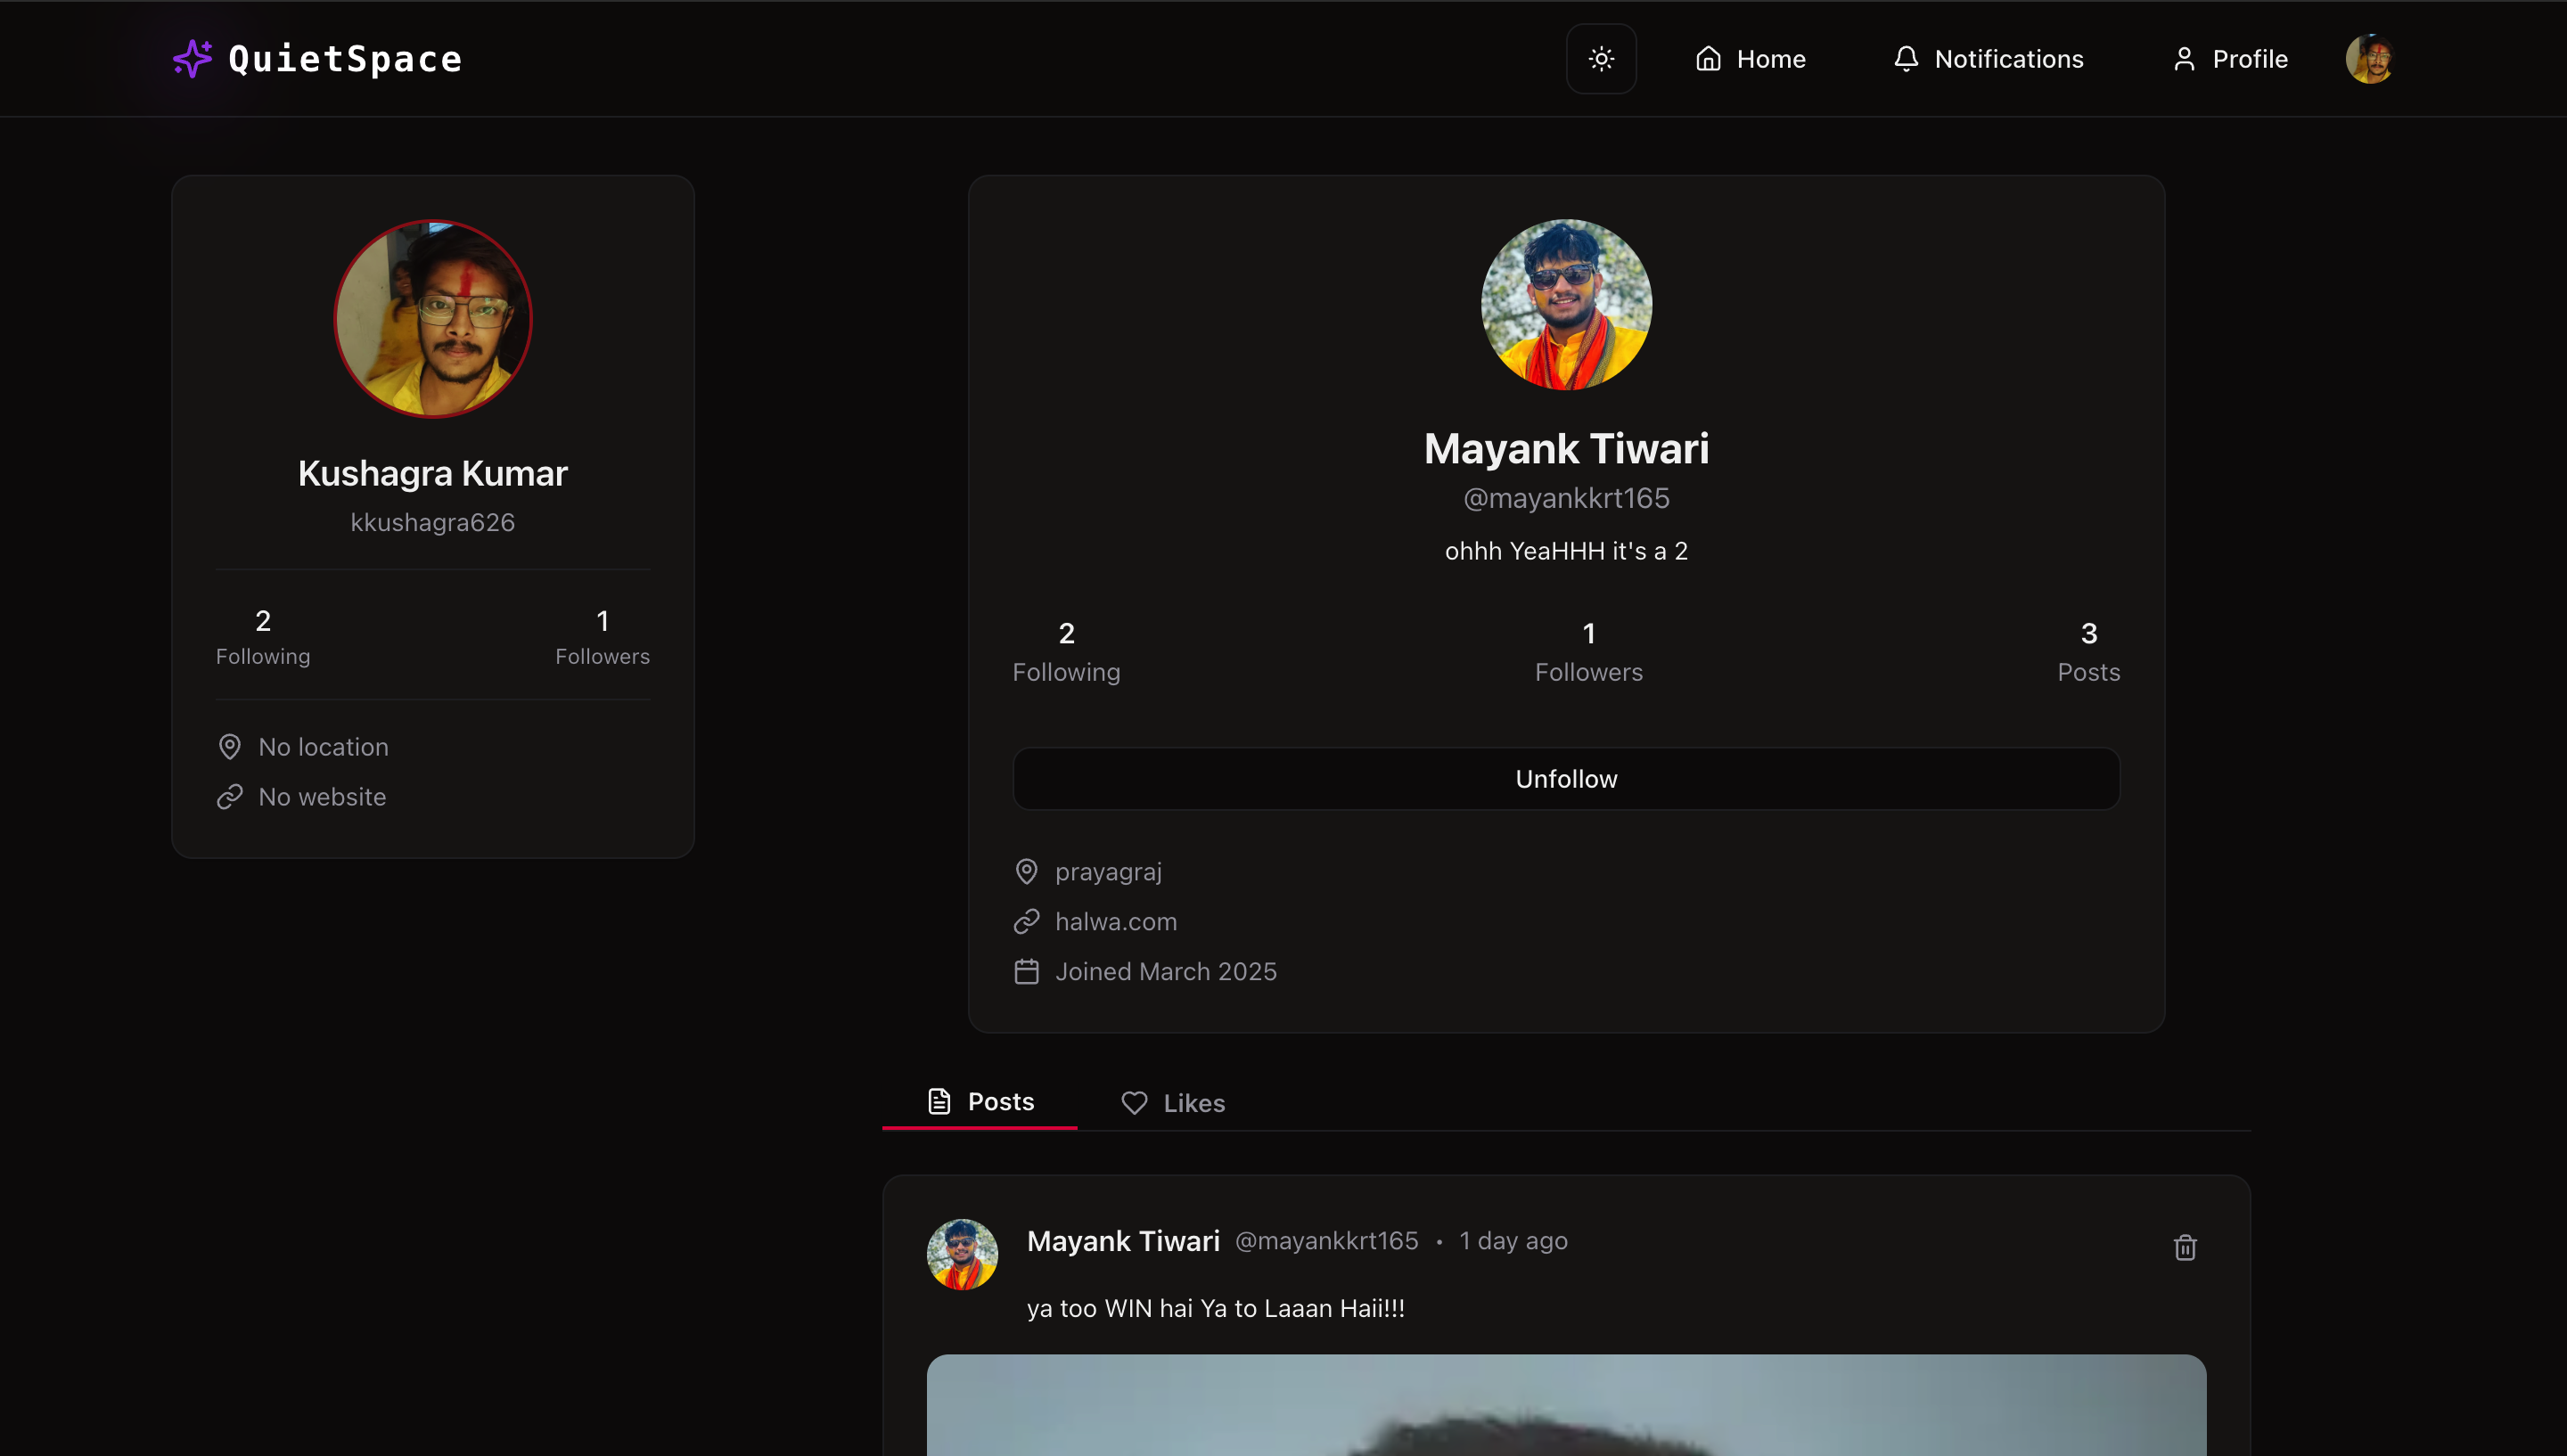 QuietSpace
Home
Notifications
Profile
Kushagra Kumar
kkushagra626
2
Following
1
Followers
No location
No website
Mayank Tiwari
@mayankkrt165
ohhh YeaHHH it's a 2
2
Following
1
Followers
3
Posts
Unfollow
prayagraj
halwa.com
Joined March 2025
Posts
Likes
Mayank Tiwari @mayankkrt165 • 1 day ago
ya too WIN hai Ya to Laaan Haii!!!